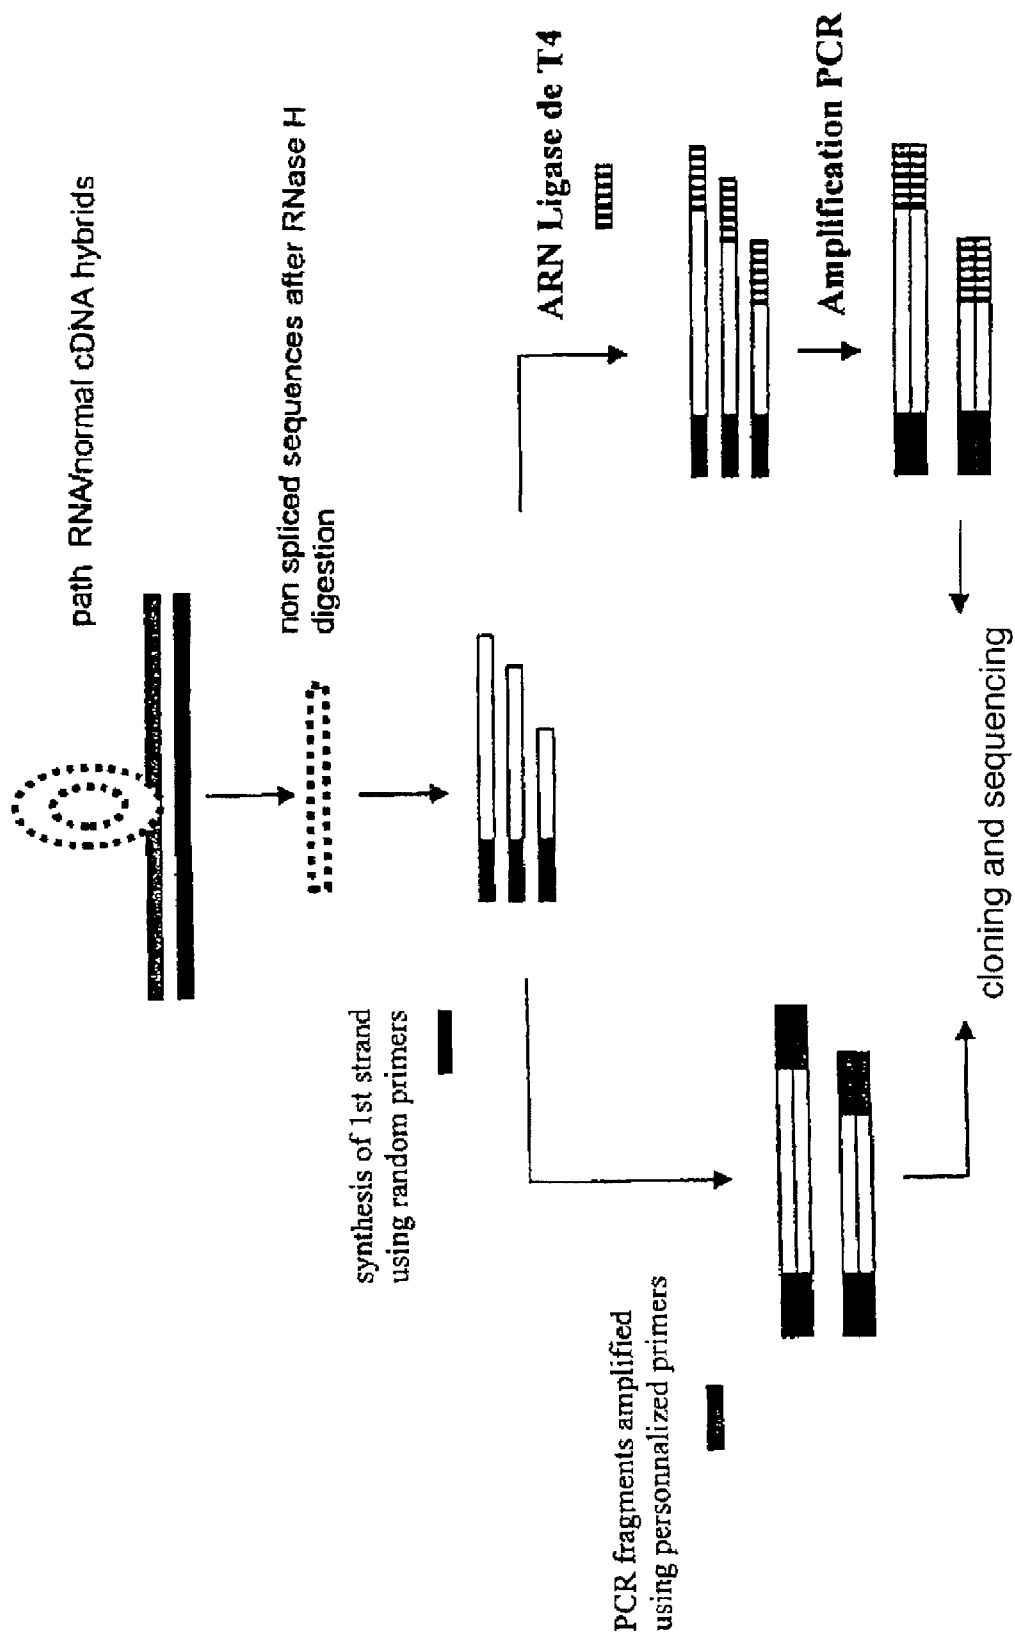 path RNA/normal cDNA hybrids
non spliced sequences after RNase H
digestion
synthesis of 1st strand
using random primers
ARN Ligase de T4
PCR fragments amplified
using personnalized primers
Amplification PCR
cloning and sequencing